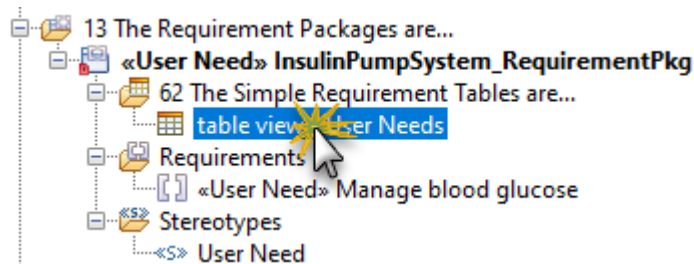 13 The Requirement Packages are...
«User Need» InsulinPumpSystem_RequirementPkg
62 The Simple Requirement Tables are...
table view User Needs
Requirements
«User Need» Manage blood glucose
«S» Stereotypes
«S» User Need